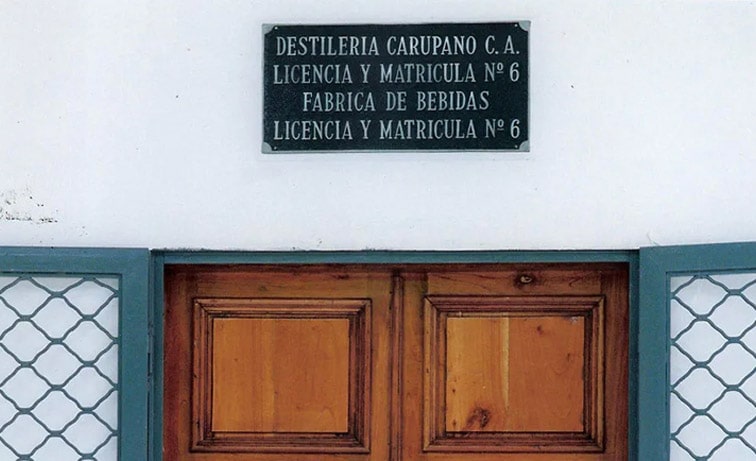 DESTILERIA CARUPANO C. A.
LICENCIA Y MATRICULA Nº 6
FABRICA DE BEBIDAS
LICENCIA Y MATRICULA Nº 6